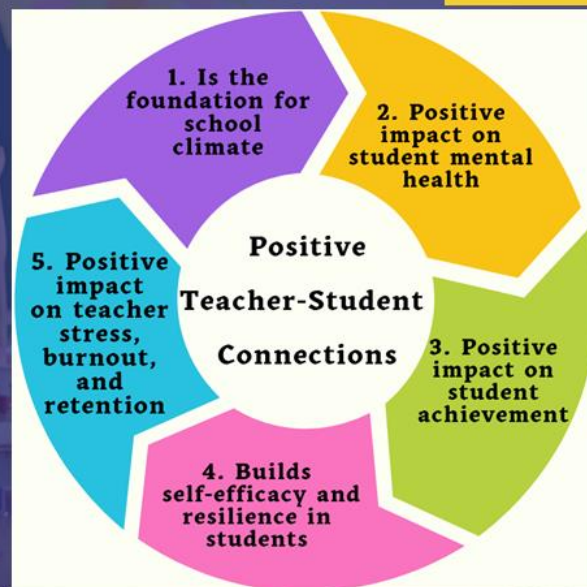 1. Is the
foundation for
school
climate
2. Positive
impact on
student mental
health
3. Positive
impact on
student
achievement
4. Builds
self-efficacy and
resilience in
students
5. Positive
impact
on teacher
stress,
burnout,
and
retention
Positive
Teacher-Student
Connections